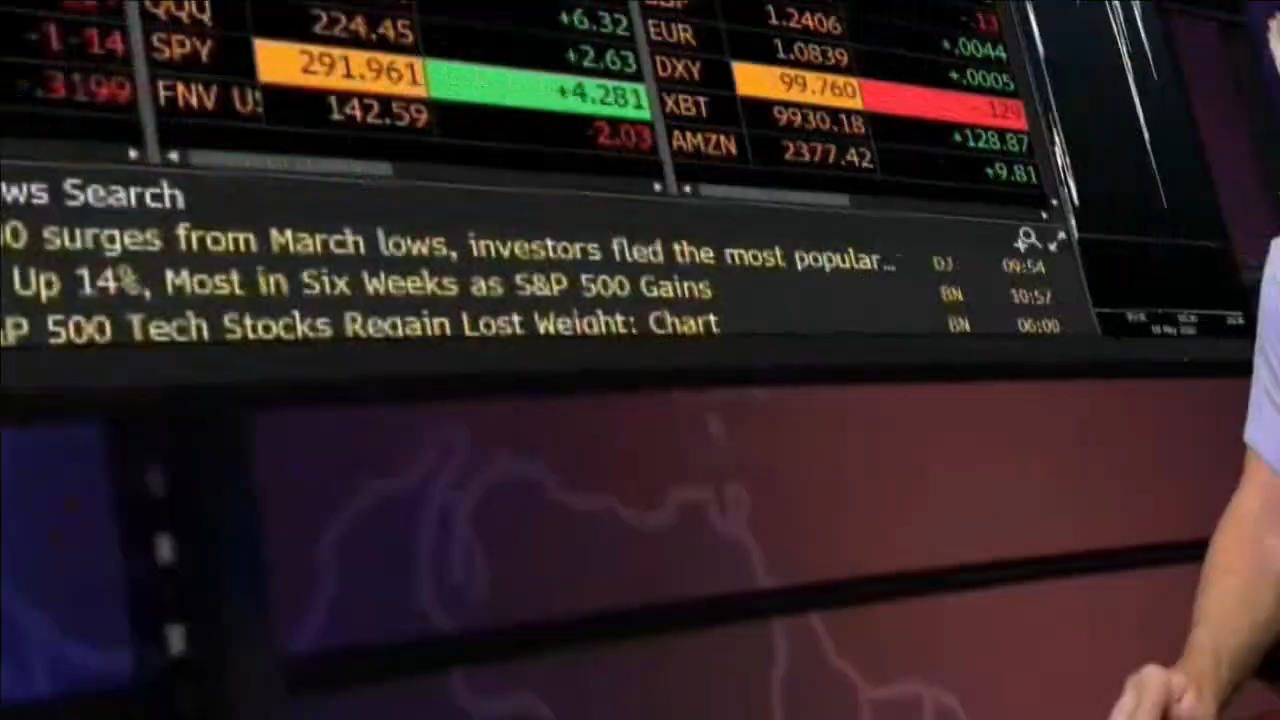 QQQ 224.45 +6.32
SPY 291.961 +2.63
FNV US 142.59 +4.281
-2.03
-1-14
.3199
1.2406 -.13
EUR 1.0839 +.0044
DXY 99.760 +.0005
XBT 9930.18 -.129
AMZN 2377.42 +128.87
+9.81
ws Search
0 surges from March lows, investors fled the most popular... DJ 09:54
Up 14%, Most in Six Weeks as S&P 500 Gains BN 10:57
P 500 Tech Stocks Regain Lost Weight: Chart BN 06:00